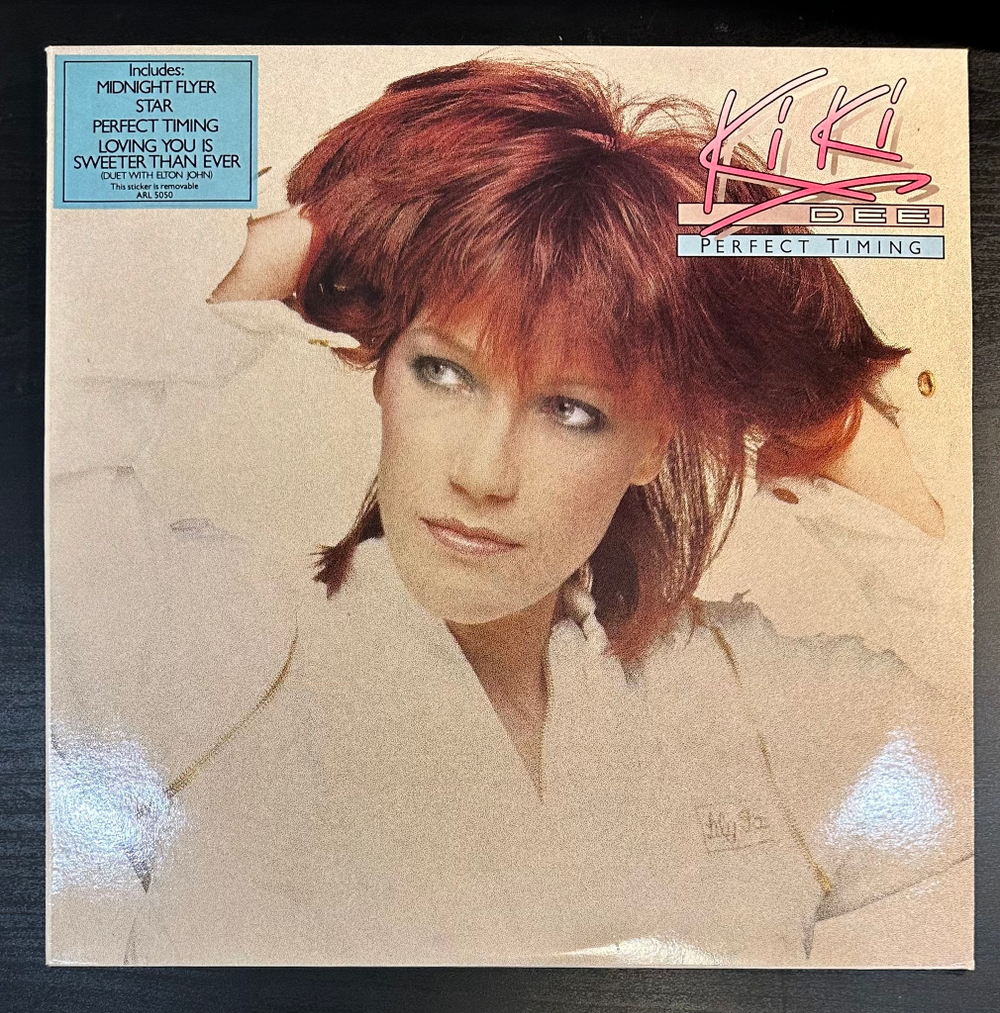 Includes:
MIDNIGHT FLYER
STAR
PERFECT TIMING
LOVING YOU IS
SWEETER THAN EVER
(DUET WITH ELTON JOHN)
This sticker is removable
ARL 5050
KiKi
DEE
PERFECT TIMING